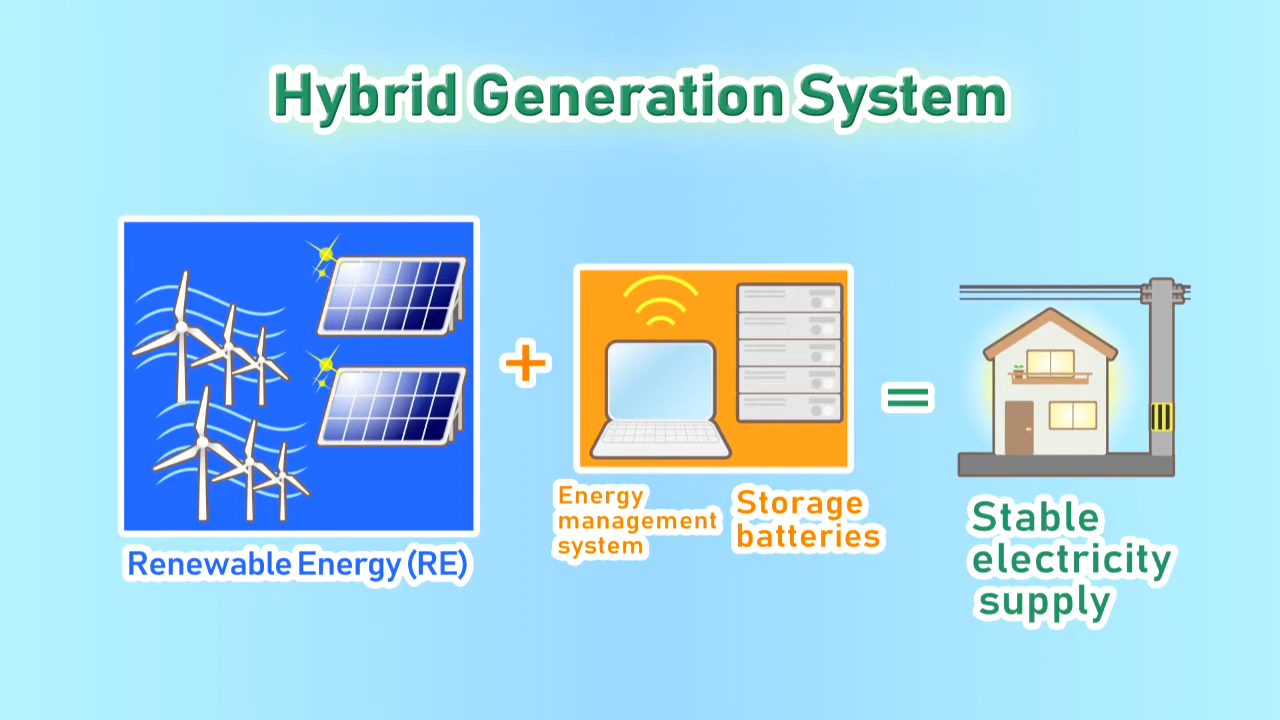 Hybrid Generation System
+
=
Renewable Energy (RE)
Energy
management
system
Storage
batteries
Stable
electricity
supply